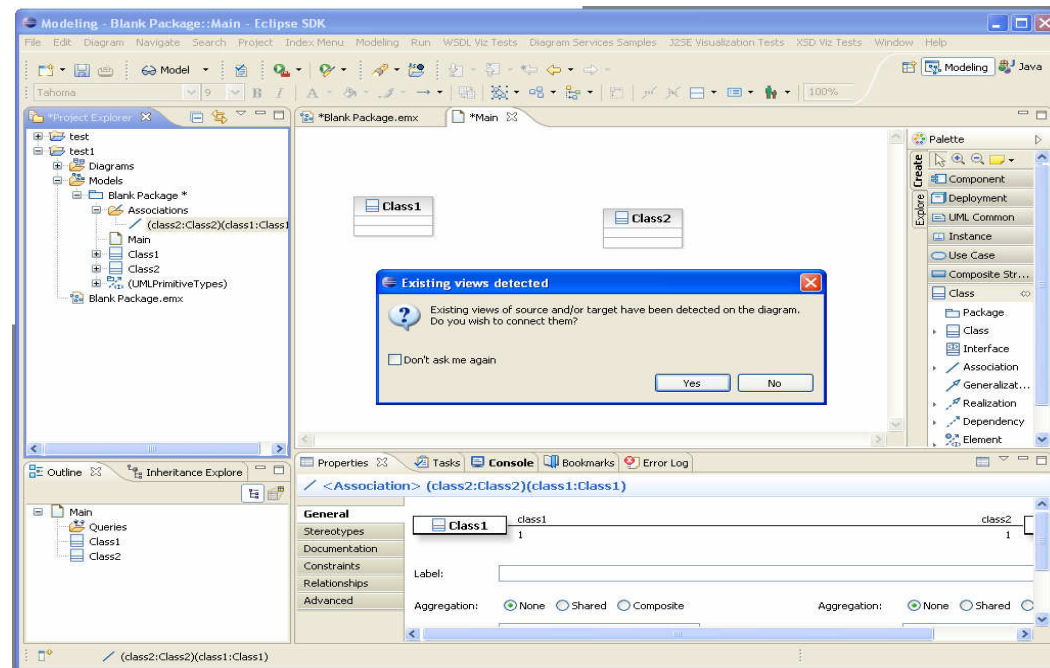 Modeling - Blank Package::Main - Eclipse SDK
File Edit Diagram Navigate Search Project Index Menu Modeling Run WSDL Viz Tests Diagram Services Samples J2SE Visualization Tests XSD Viz Tests Window Help
Model
Modeling
Java
Tahoma
9
B I
A
100%
*Project Explorer
test
test1
Diagrams
Models
Blank Package *
Associations
(class2:Class2)(class1:Class1
Main
Class1
Class2
(UMLPrimitiveTypes)
Blank Package.emx
*Blank Package.emx
*Main
Class1
Class2
Existing views detected
Existing views of source and/or target have been detected on the diagram.
Do you wish to connect them?
Don't ask me again
Yes
No
Palette
Create
Explore
Component
Deployment
UML Common
Instance
Use Case
Composite Str...
Class
Package
Class
Interface
Association
Generalizat...
Realization
Dependency
Element
Outline
Inheritance Explore
Main
Queries
Class1
Class2
Properties
Tasks
Console
Bookmarks
Error Log
<Association> (class2:Class2)(class1:Class1)
General
Stereotypes
Documentation
Constraints
Relationships
Advanced
Class1
class1
1
class2
1
Label:
Aggregation: None Shared Composite
Aggregation: None Shared
(class2:Class2)(class1:Class1)